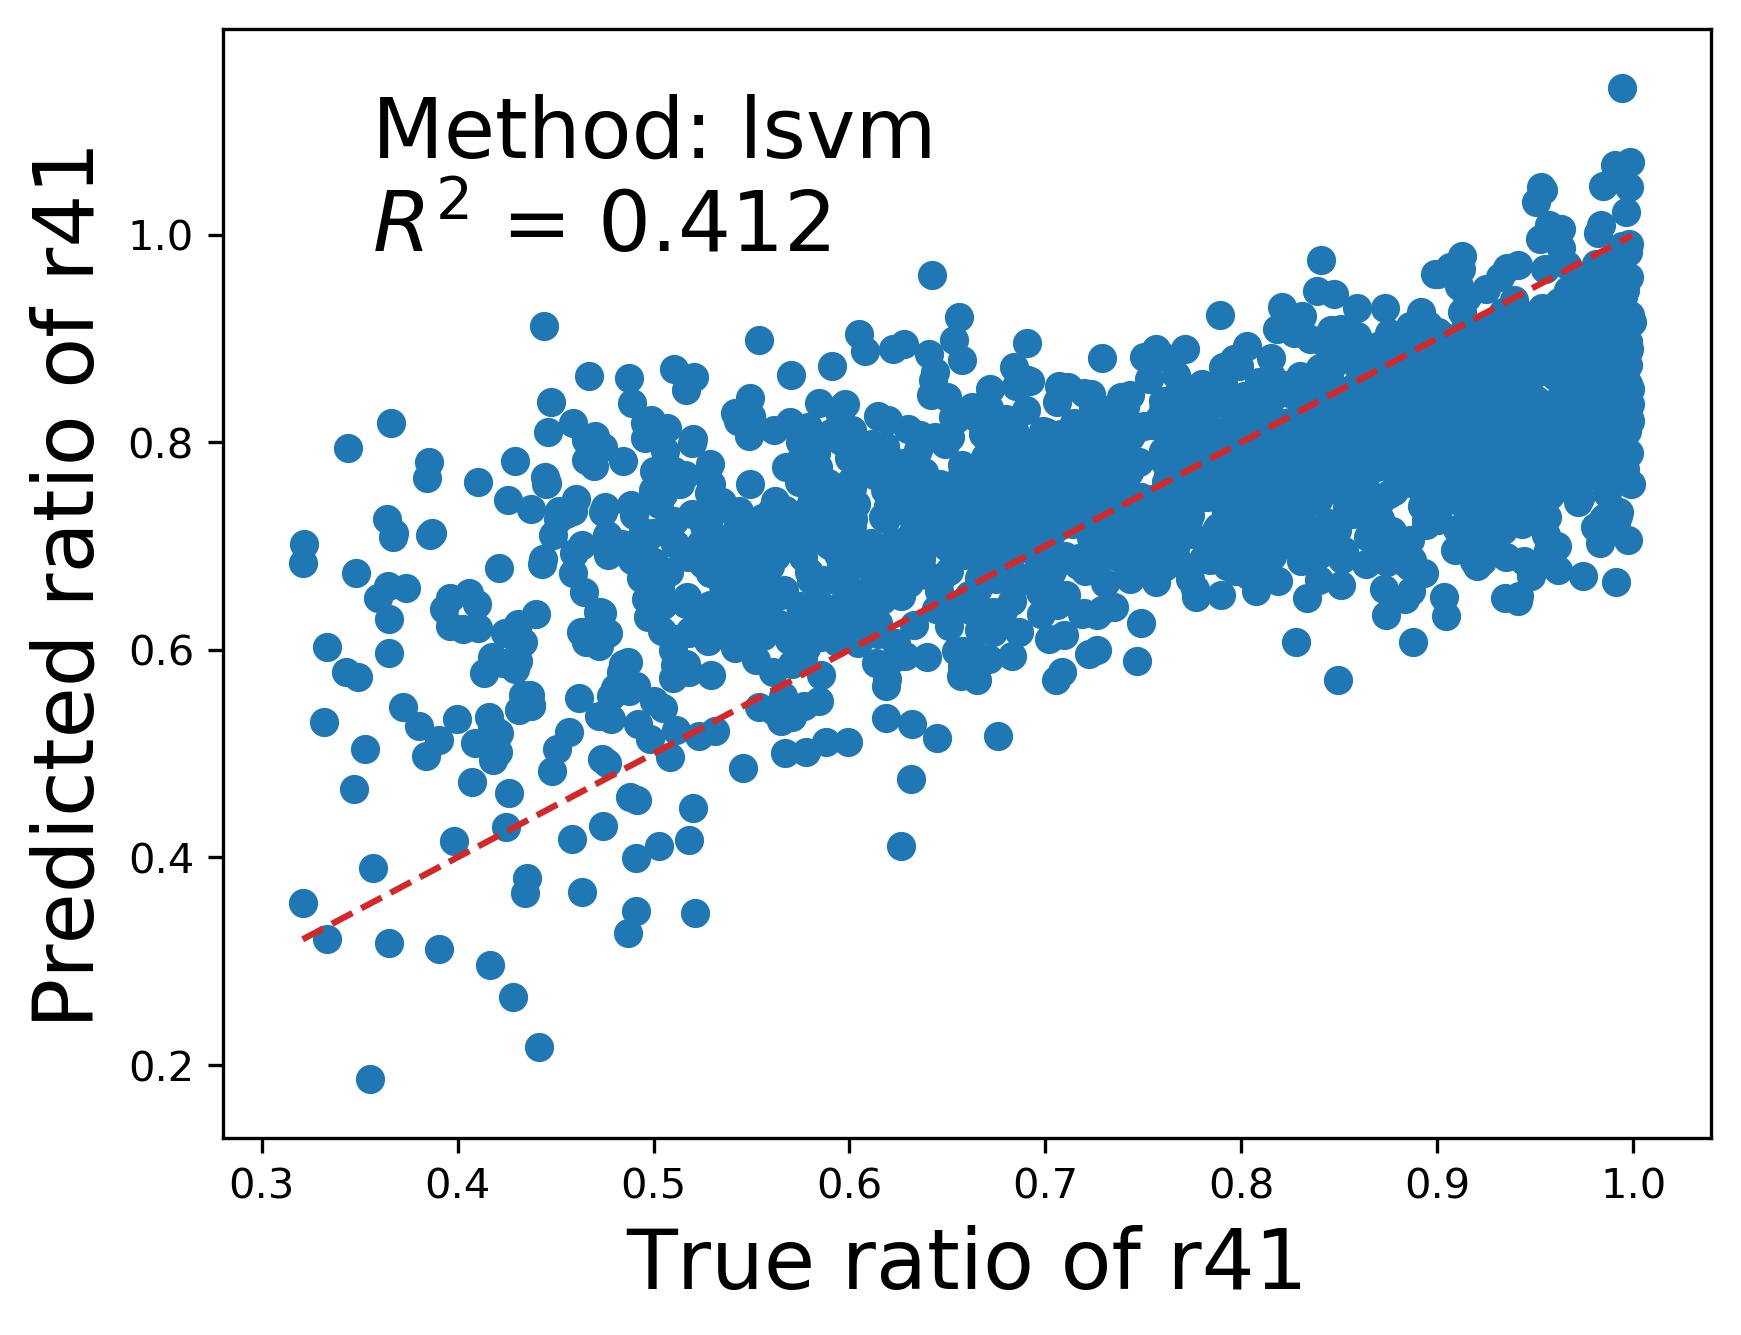 Method: lsvm
R² = 0.412
Predicted ratio of r41
1.0
0.8
0.6
0.4
0.2
0.3 0.4 0.5 0.6 0.7 0.8 0.9 1.0
True ratio of r41